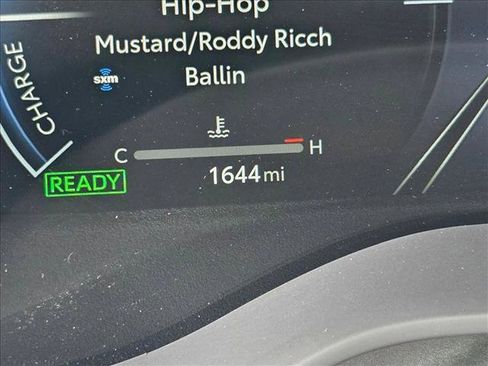 Hip-Hop
Mustard/Roddy Ricch
sxm Ballin
CHARGE
C H
READY 1644 mi